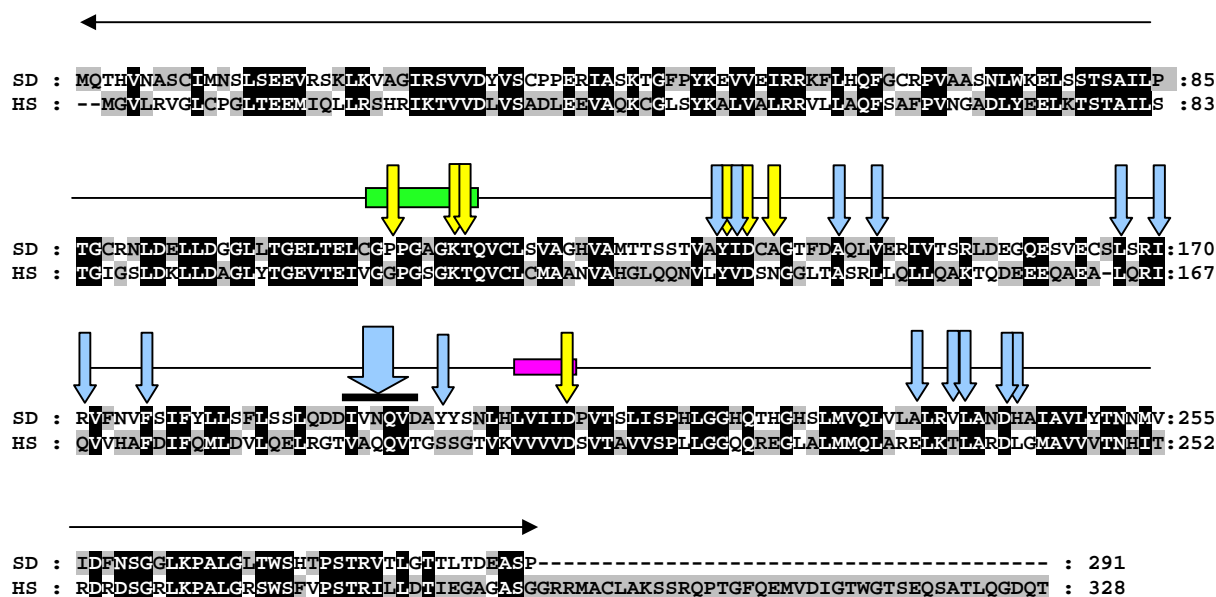 SD : MQTHVNASCIMNSLSEEVRSKLKVAGIRSVVDYVSCPPERIASKTGFPYKEVVEIRRKFLHQFGCRPVAASNLWKELSSTSAILP :85
HS : --MGVLRVGLCPGLTEEMIQLLRSHRIKTVVDLVSADLEEVAQKCGLSYKALVALRRVLLAQFSAFPVNGADLYEELKTSTAILS :83
SD : TGCRNLDELLDGGLLTGELTELCGPPGAGKTQVCLSVAGHVAMTTSSTVAYIDCAGTFDAQLVERIVTSRLDEGQESVECSLSRI:170
HS : TGIGSLDKLLDAGLYTGEVTEIVGGPGSGKTQVCLCMAANVAHGLQQNVLYVDSNGGLTASRLLQLLQAKTQDEEEQAEA-LQRI:167
SD : RVFNVFSIFYLLSFLSSLQDDIVNQVDAYYSNLHLVIIDPVTSLISPHLGGHQTHGHSLMVQLVLALRVLANDHAIAVLYTNNMV:255
HS : QVVHAFDIFQMLDVLQELRGTVAQQVTGSSGTVKVVVVDSVTAVVSPLLGGQQREGLALMMQLARELKTLARDLGMAVVVTNHIT:252
SD : IDFNSGGLKPALGLTWSHTPSTRVTLGTTLTDEASP------------------------------------------ : 291
HS : RDRDSGRLKPALGRSWSFVPSTRILLDTIEGAGASGGRRMACLAKSSRQPTGFQEMVDIGTWGTSEQSATLQGDQT : 328